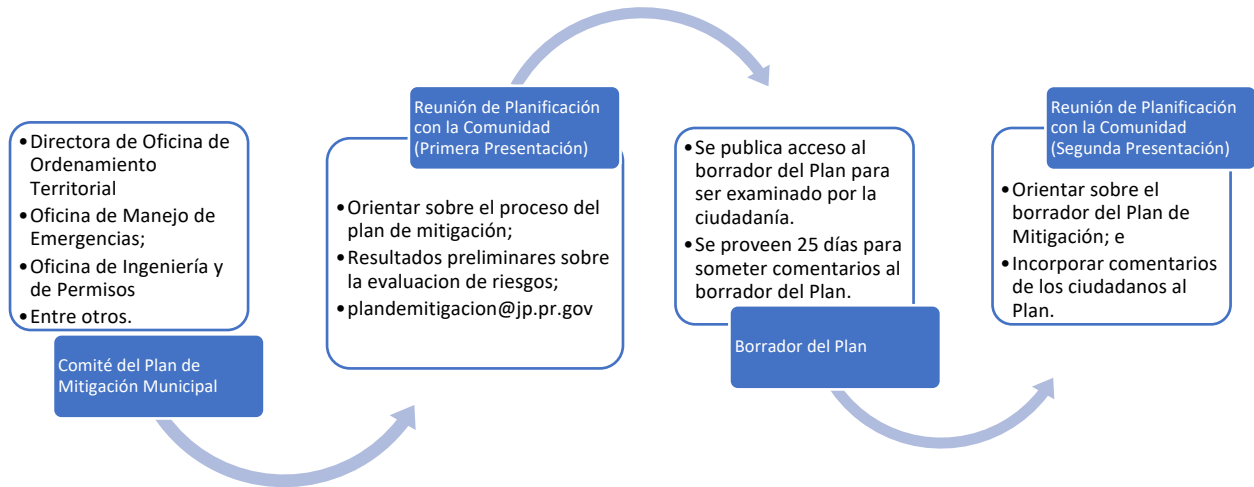 •Directora de Oficina de
Ordenamiento
Territorial
•Oficina de Manejo de
Emergencias;
•Oficina de Ingeniería y
de Permisos
•Entre otros.
Comité del Plan de
Mitigación Municipal
Reunión de Planificación
con la Comunidad
(Primera Presentación)
•Orientar sobre el proceso del
plan de mitigación;
•Resultados preliminares sobre
la evaluacion de riesgos;
•plandemitigacion@jp.pr.gov
•Se publica acceso al
borrador del Plan para
ser examinado por la
ciudadanía.
•Se proveen 25 días para
someter comentarios al
borrador del Plan.
Borrador del Plan
Reunión de Planificación
con la Comunidad
(Segunda Presentación)
•Orientar sobre el
borrador del Plan de
Mitigación; e
•Incorporar comentarios
de los ciudadanos al
Plan.